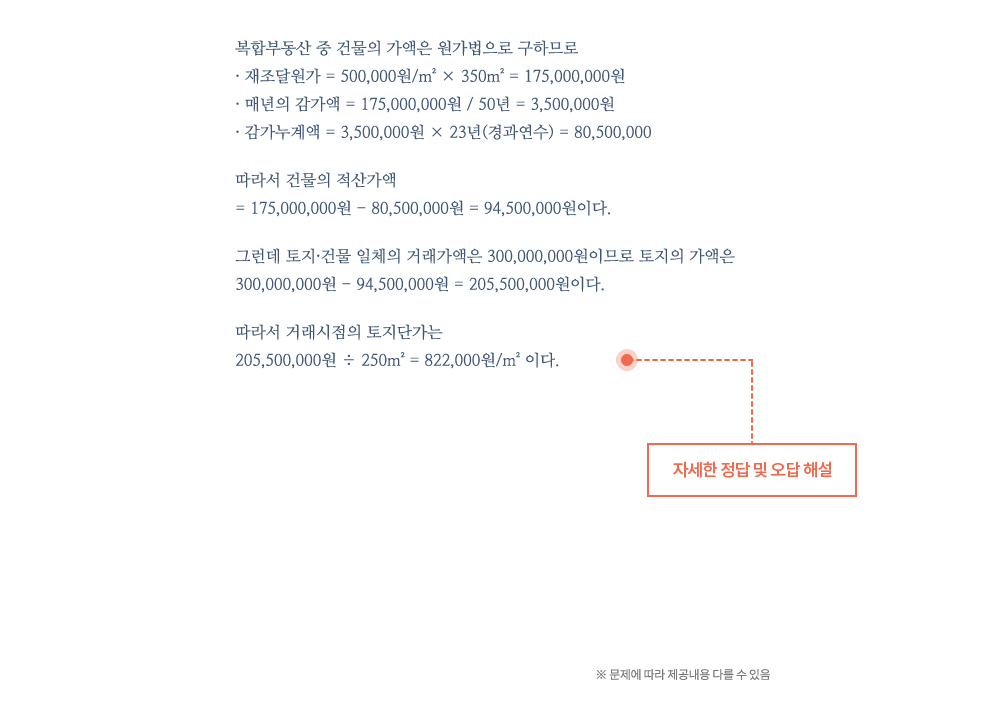 복합부동산 중 건물의 가액은 원가법으로 구하므로
· 재조달원가 = 500,000원/㎡ × 350㎡ = 175,000,000원
· 매년의 감가액 = 175,000,000원 / 50년 = 3,500,000원
· 감가누계액 = 3,500,000원 × 23년(경과연수) = 80,500,000
따라서 건물의 적산가액
= 175,000,000원 − 80,500,000원 = 94,500,000원이다.
그런데 토지·건물 일체의 거래가액은 300,000,000원이므로 토지의 가액은
300,000,000원 − 94,500,000원 = 205,500,000원이다.
따라서 거래시점의 토지단가는
205,500,000원 ÷ 250㎡ = 822,000원/㎡ 이다.
자세한 정답 및 오답 해설
※ 문제에 따라 제공내용 다를 수 있음